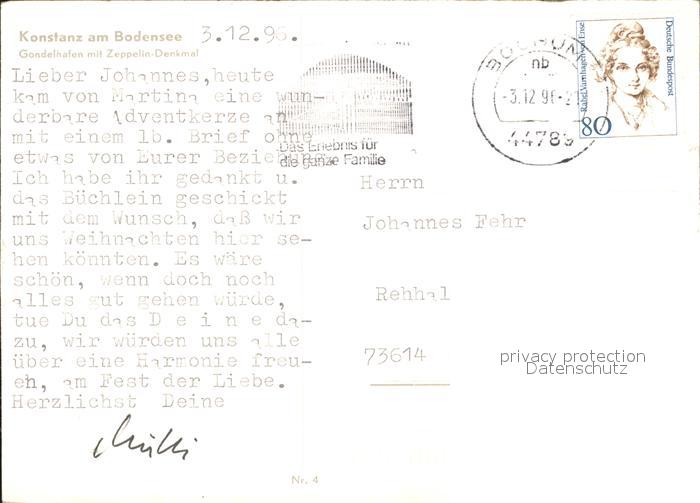 Konstanz am Bodensee 3.12.96.
Gondelhafen mit Zeppelin-Denkmal
Lieber Johannes, heute
kam von Martina eine wun-
derbare Adventkerze an
mit einem lb. Brief ohne
etwas von Eurer Beziehung.
Ich habe ihr gedankt u.
das Büchlein geschickt
mit dem Wunsch, daß wir
uns Weihnachten hier se-
hen könnten. Es wäre
schön, wenn doch noch
alles gut gehen würde,
tue Du das D e i n e da-
zu, wir würden uns alle
über eine Harmonie freu-
eh, am Fest der Liebe.
Herzlichst Deine
Nr. 4
Das Erlebnis für
die ganze Familie
BOCHUM
nb
-3.12.96-2
44789
Rahel Varnhagen von Ense
Deutsche Bundespost
80
Herrn
Johannes Fehr
Rehhal
73614
privacy protection
Datenschutz